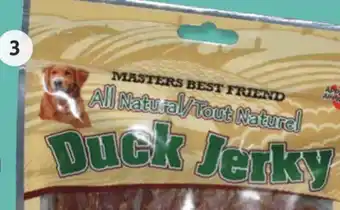 3
MASTERS BEST FRIEND
All Natural/Tout Naturel
Duck Jerky